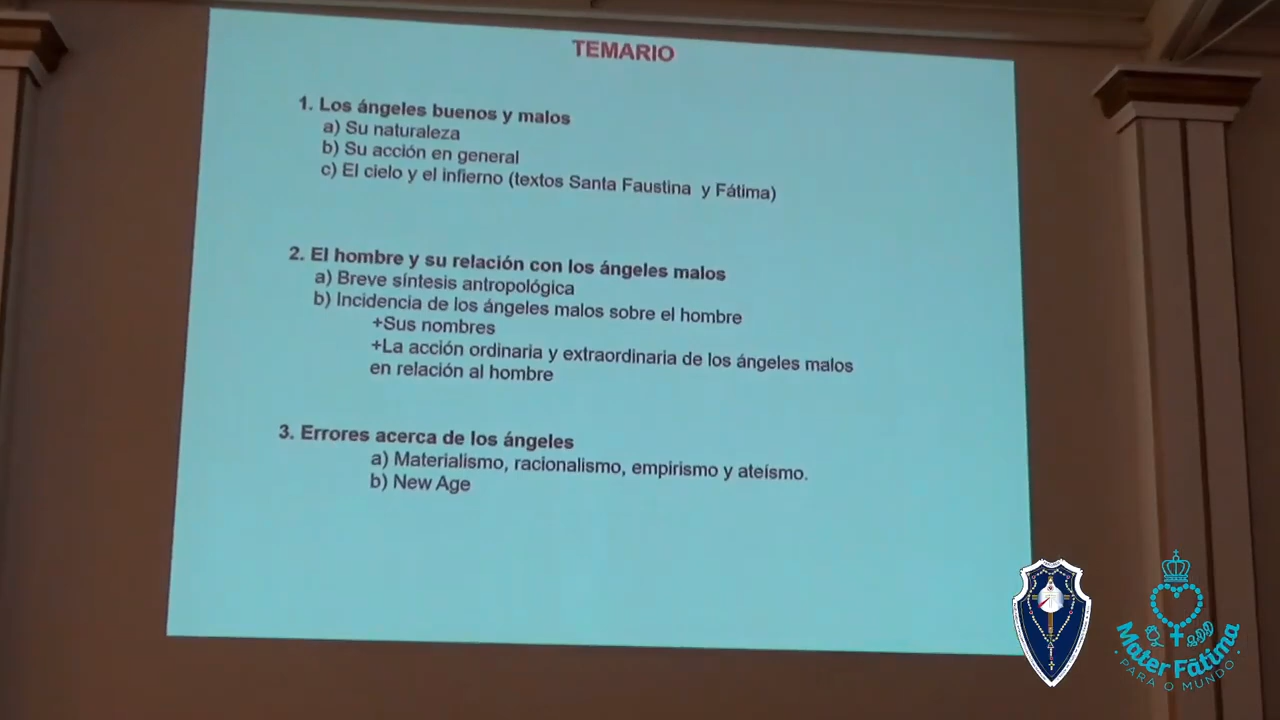 TEMARIO
1. Los ángeles buenos y malos
a) Su naturaleza
b) Su acción en general
c) El cielo y el infierno (textos Santa Faustina y Fátima)
2. El hombre y su relación con los ángeles malos
a) Breve síntesis antropológica
b) Incidencia de los ángeles malos sobre el hombre
+Sus nombres
+La acción ordinaria y extraordinaria de los ángeles malos
en relación al hombre
3. Errores acerca de los ángeles
a) Materialismo, racionalismo, empirismo y ateísmo.
b) New Age
Mater Fātima
PARA O MUNDO